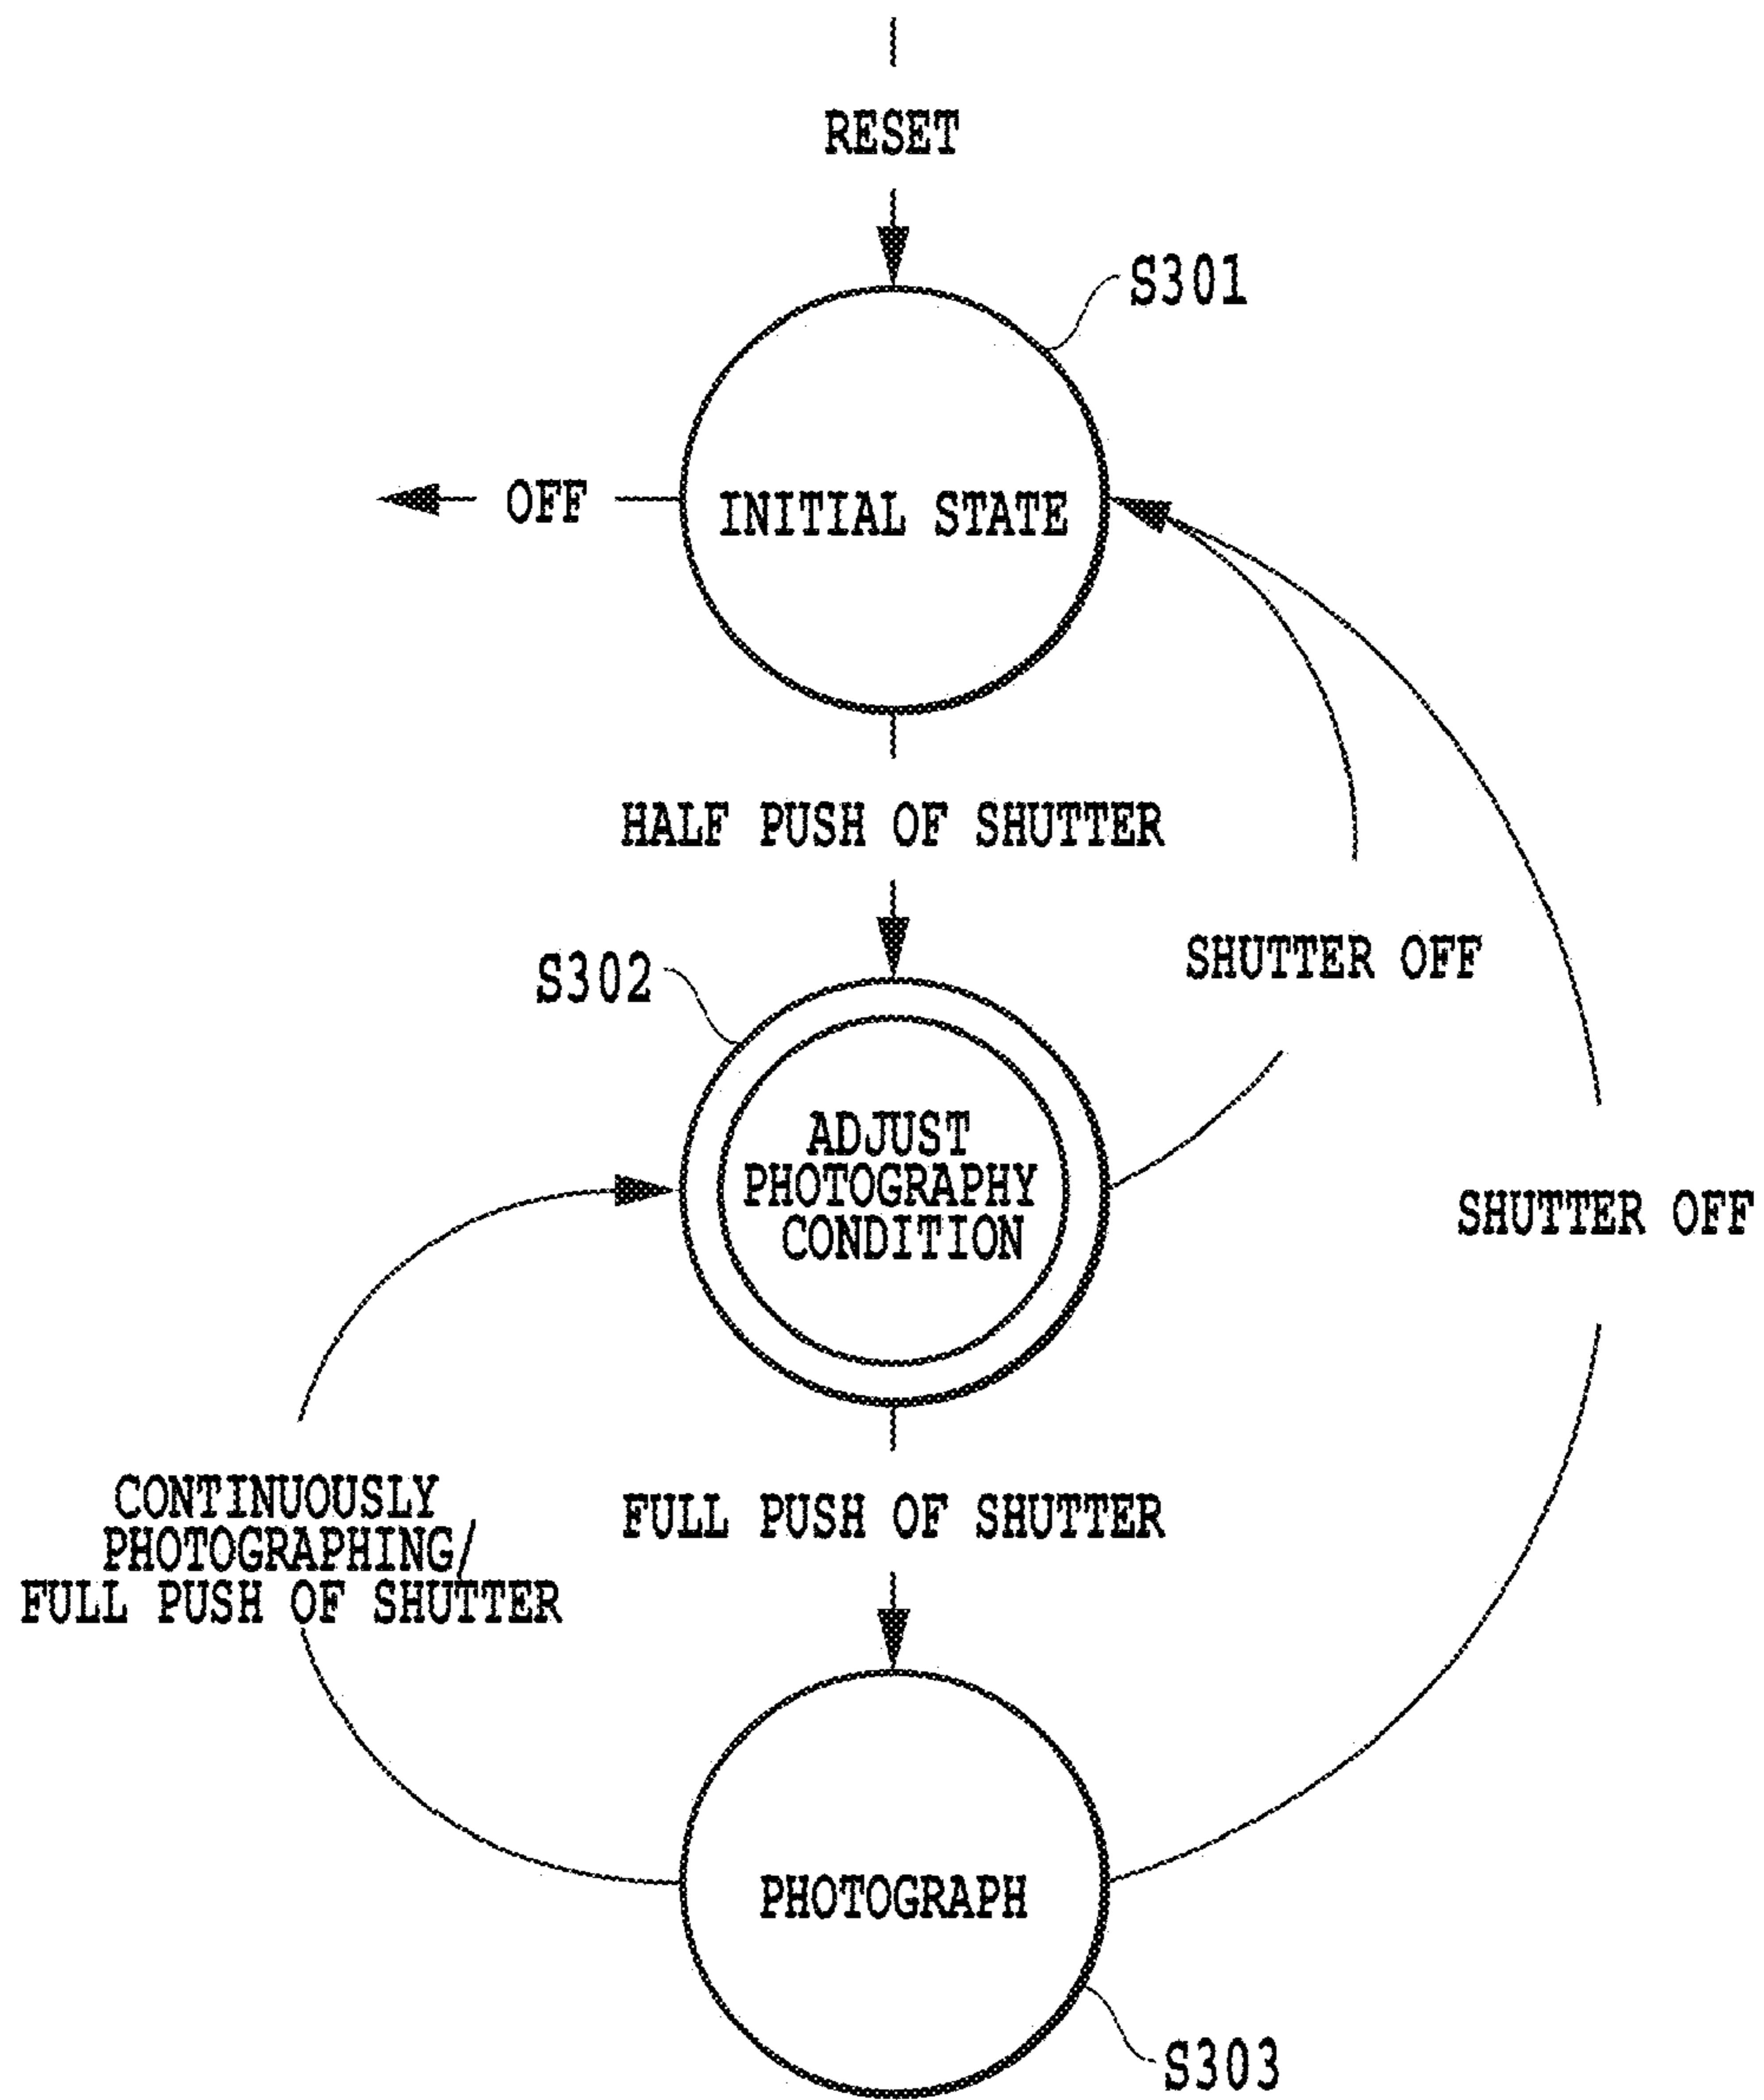 RESET
S301
OFF
INITIAL STATE
HALF PUSH OF SHUTTER
SHUTTER OFF
S302
ADJUST
PHOTOGRAPHY
CONDITION
SHUTTER OFF
CONTINUOUSLY
PHOTOGRAPHING/
FULL PUSH OF SHUTTER
FULL PUSH OF SHUTTER
PHOTOGRAPH
S303